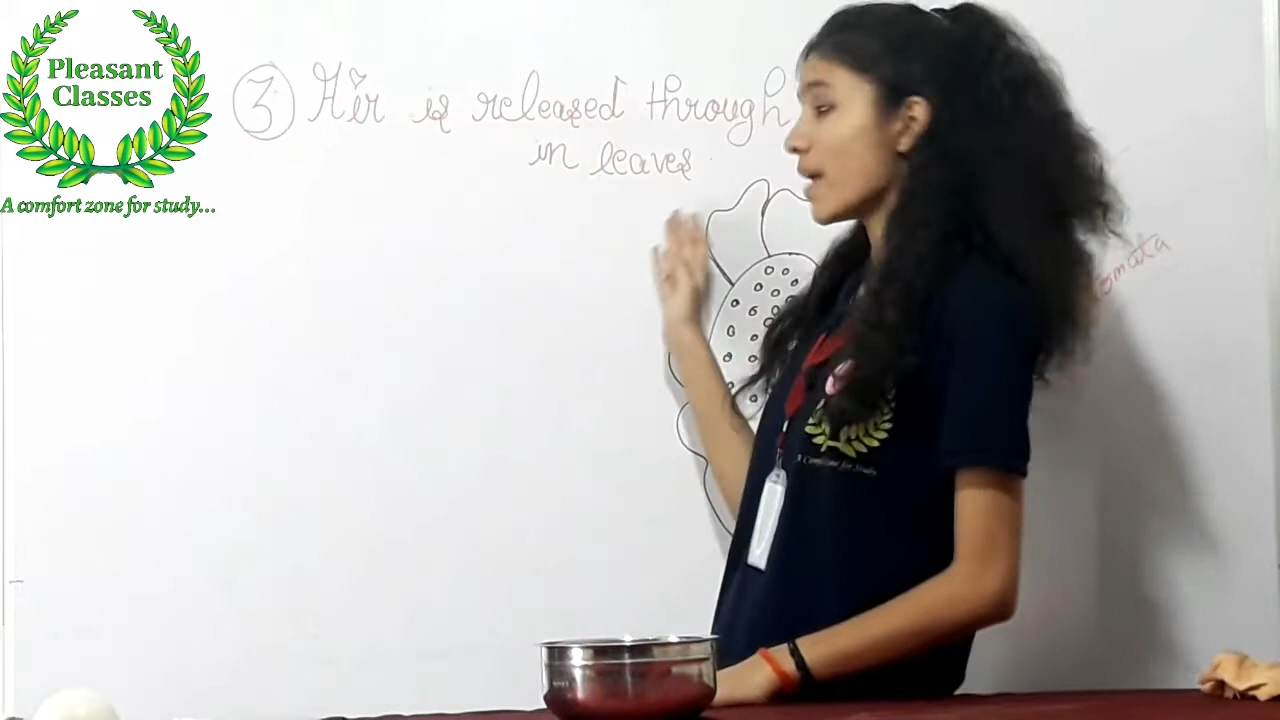 Pleasant
Classes
A comfort zone for study...
3 Air is released through
in leaves